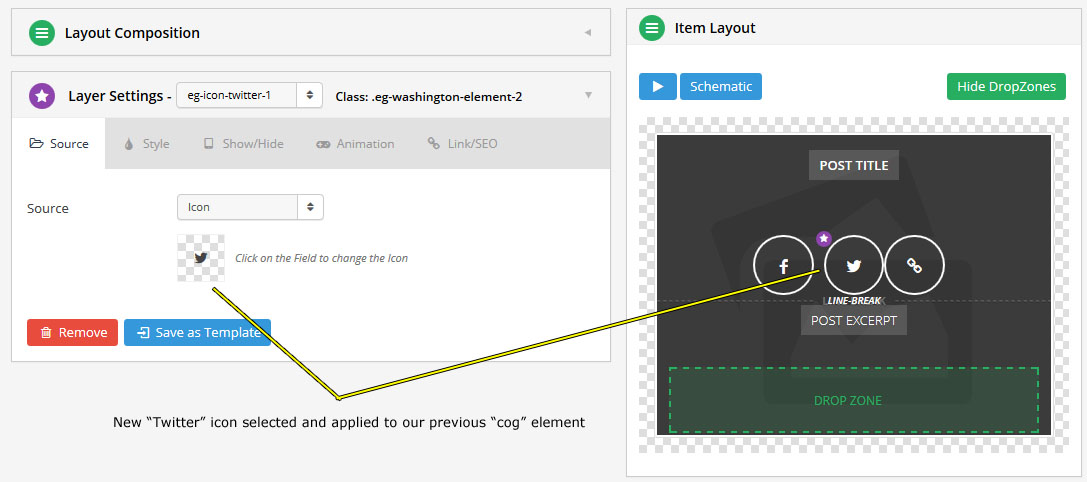 Layout Composition
Layer Settings - eg-icon-twitter-1 Class: .eg-washington-element-2
Source Style Show/Hide Animation Link/SEO
Source Icon
Click on the Field to change the Icon
Remove Save as Template
New “Twitter” icon selected and applied to our previous “cog” element
Item Layout
Schematic Hide DropZones
POST TITLE
LINE-BREAK
POST EXCERPT
DROP ZONE